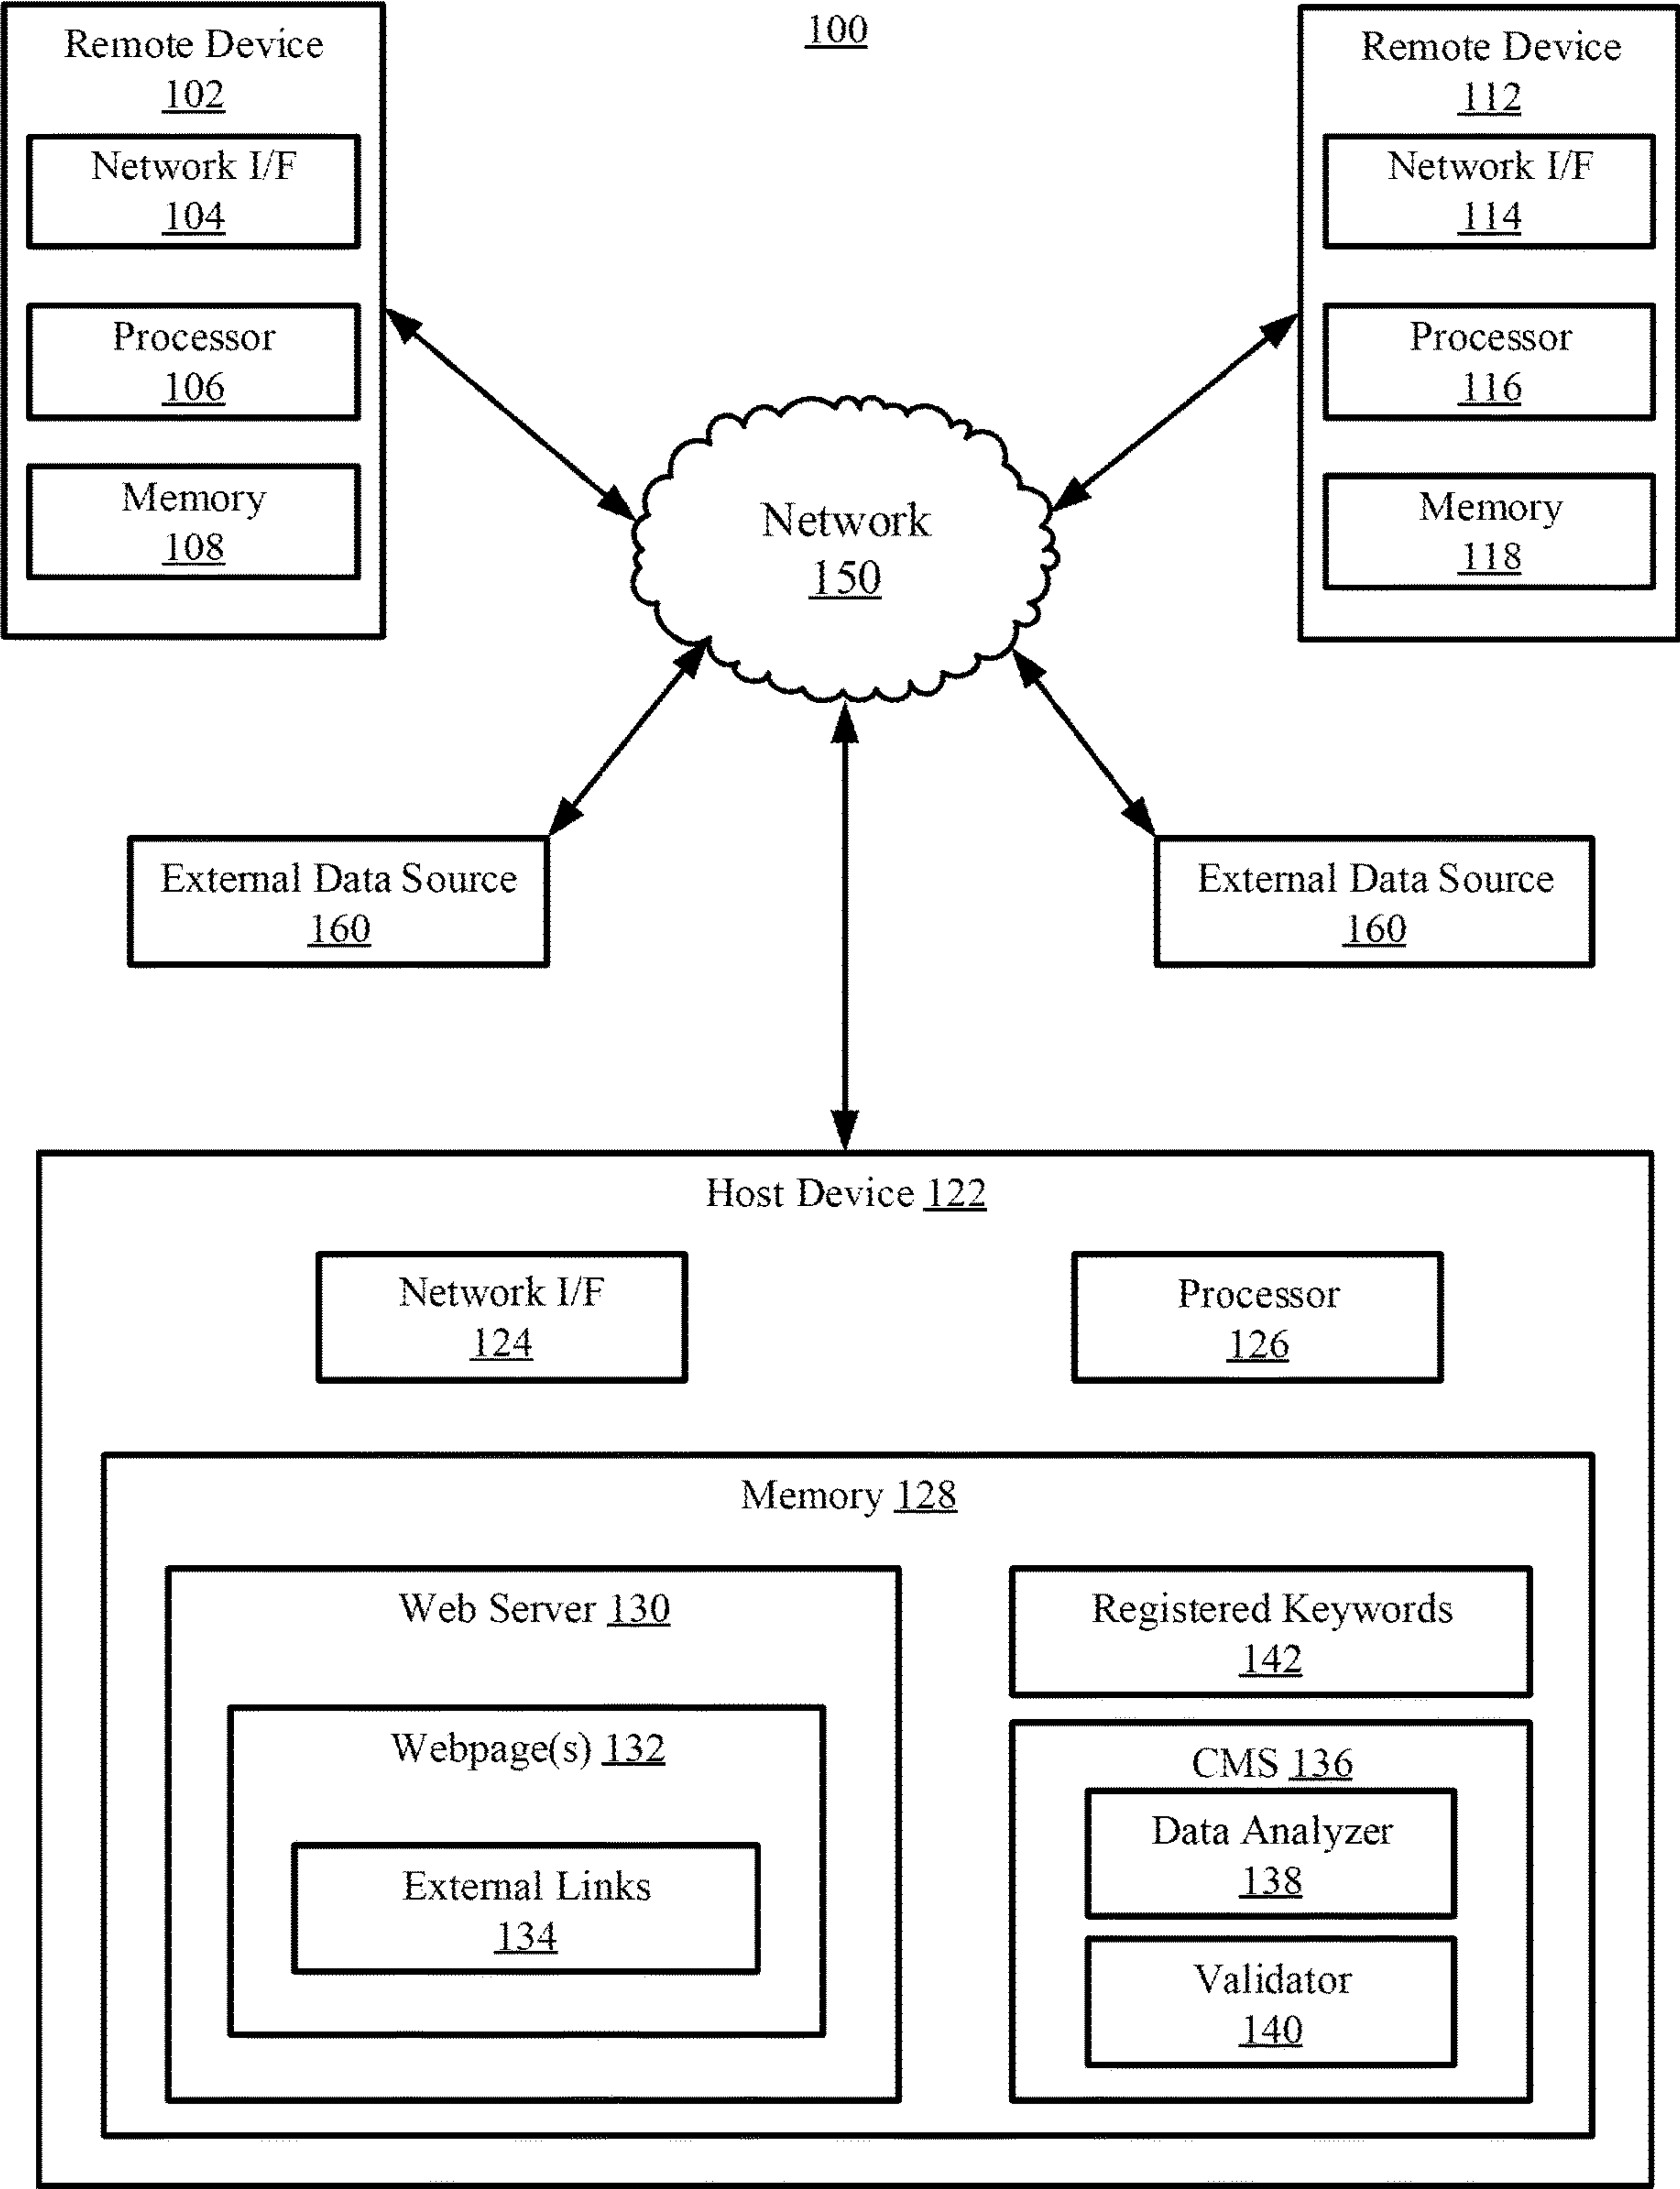 100
Remote Device
102
Network I/F
104
Processor
106
Memory
108
Remote Device
112
Network I/F
114
Processor
116
Memory
118
Network
150
External Data Source
160
External Data Source
160
Host Device 122
Network I/F
124
Processor
126
Memory 128
Web Server 130
Webpage(s) 132
External Links
134
Registered Keywords
142
CMS 136
Data Analyzer
138
Validator
140